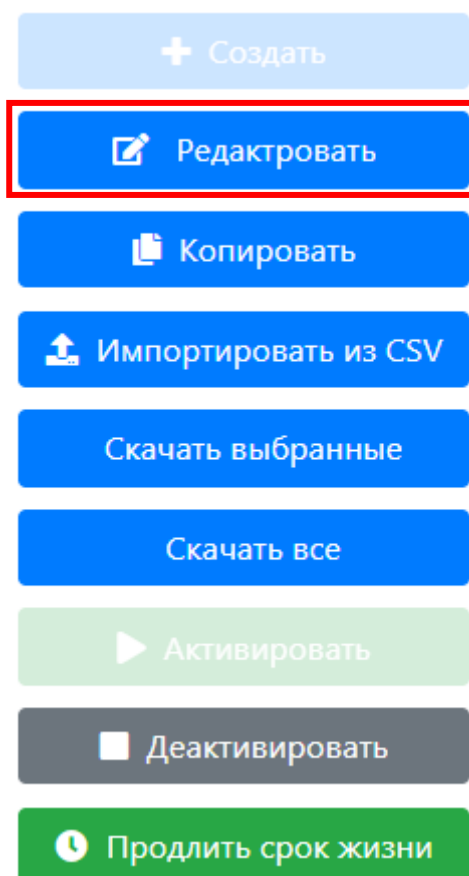 Создать
Редактровать
Копировать
Импортировать из CSV
Скачать выбранные
Скачать все
Активировать
Деактивировать
Продлить срок жизни